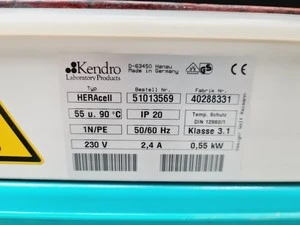 Kendro
Laboratory Products
D-63450 Hanau
Made in Germany
CE GS
Typ Bestell Nr. Fabrik Nr.
HERAcell 51013569 40288331
55 u. 90 °C IP 20 Temp. Schutz
DIN 12880/1
1N/PE 50/60 Hz Klasse 3.1
230 V 2,4 A 0,55 kW